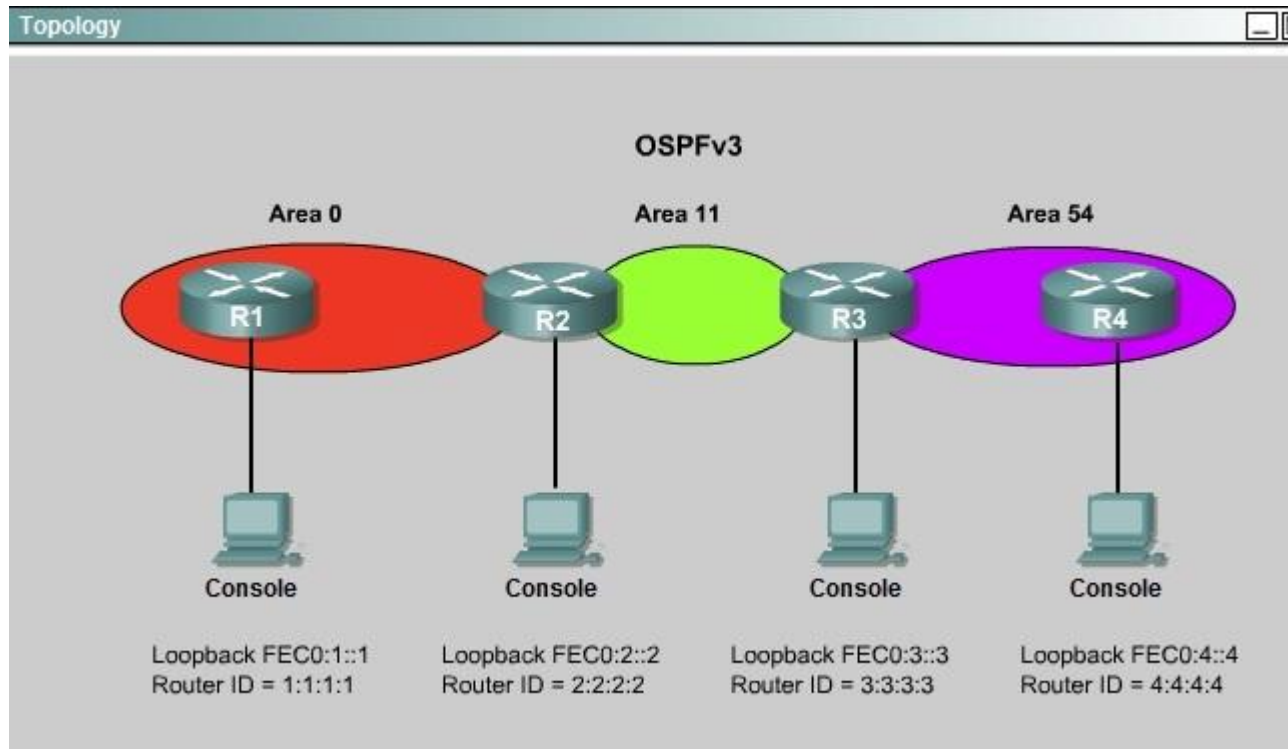 Topology
OSPFv3
Area 0
Area 11
Area 54
R1
R2
R3
R4
Console
Console
Console
Console
Loopback FEC0:1::1
Router ID = 1:1:1:1
Loopback FEC0:2::2
Router ID = 2:2:2:2
Loopback FEC0:3::3
Router ID = 3:3:3:3
Loopback FEC0:4::4
Router ID = 4:4:4:4